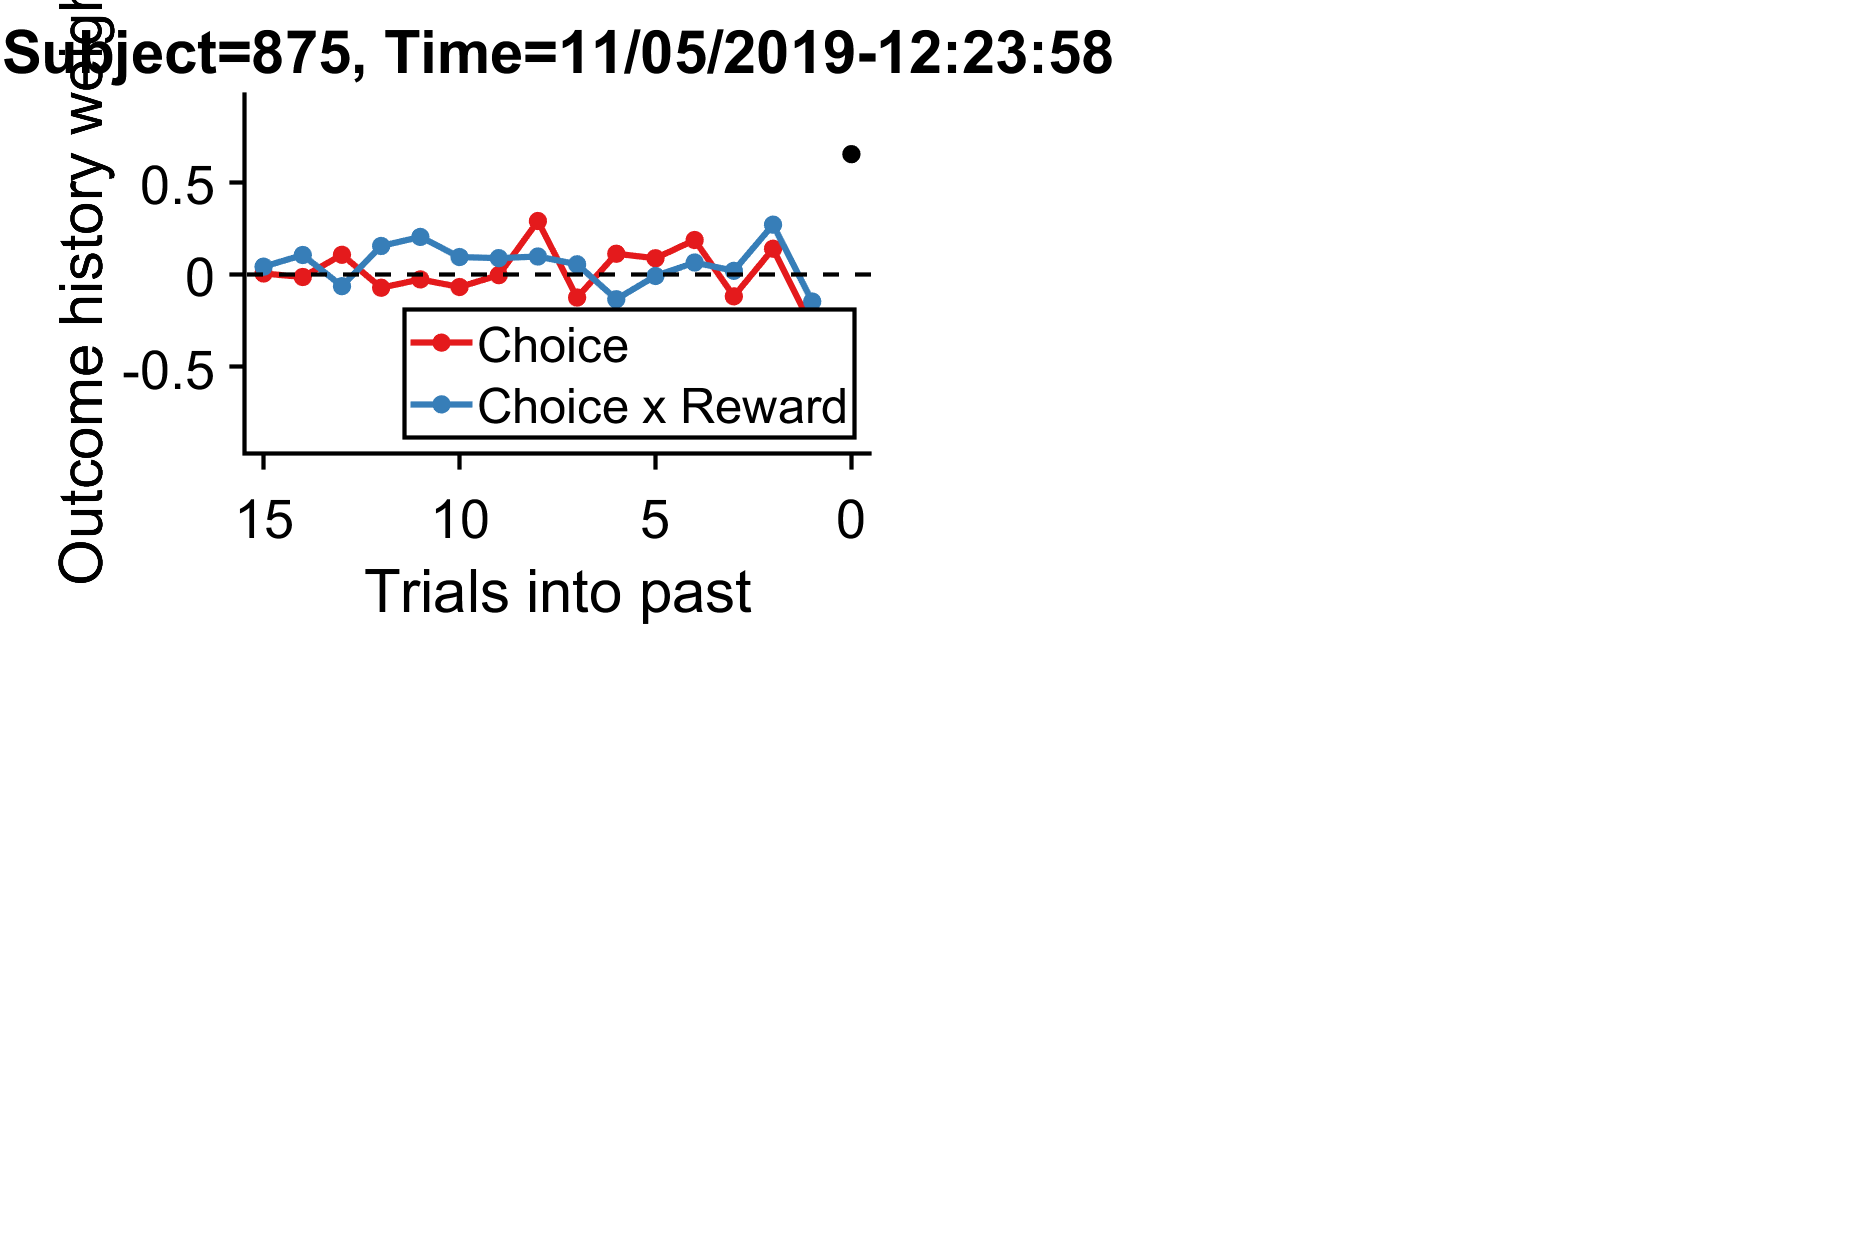 Subject=875, Time=11/05/2019-12:23:58
Outcome history
0.5
0
-0.5
Choice
Choice x Reward
15 10 5 0
Trials into past